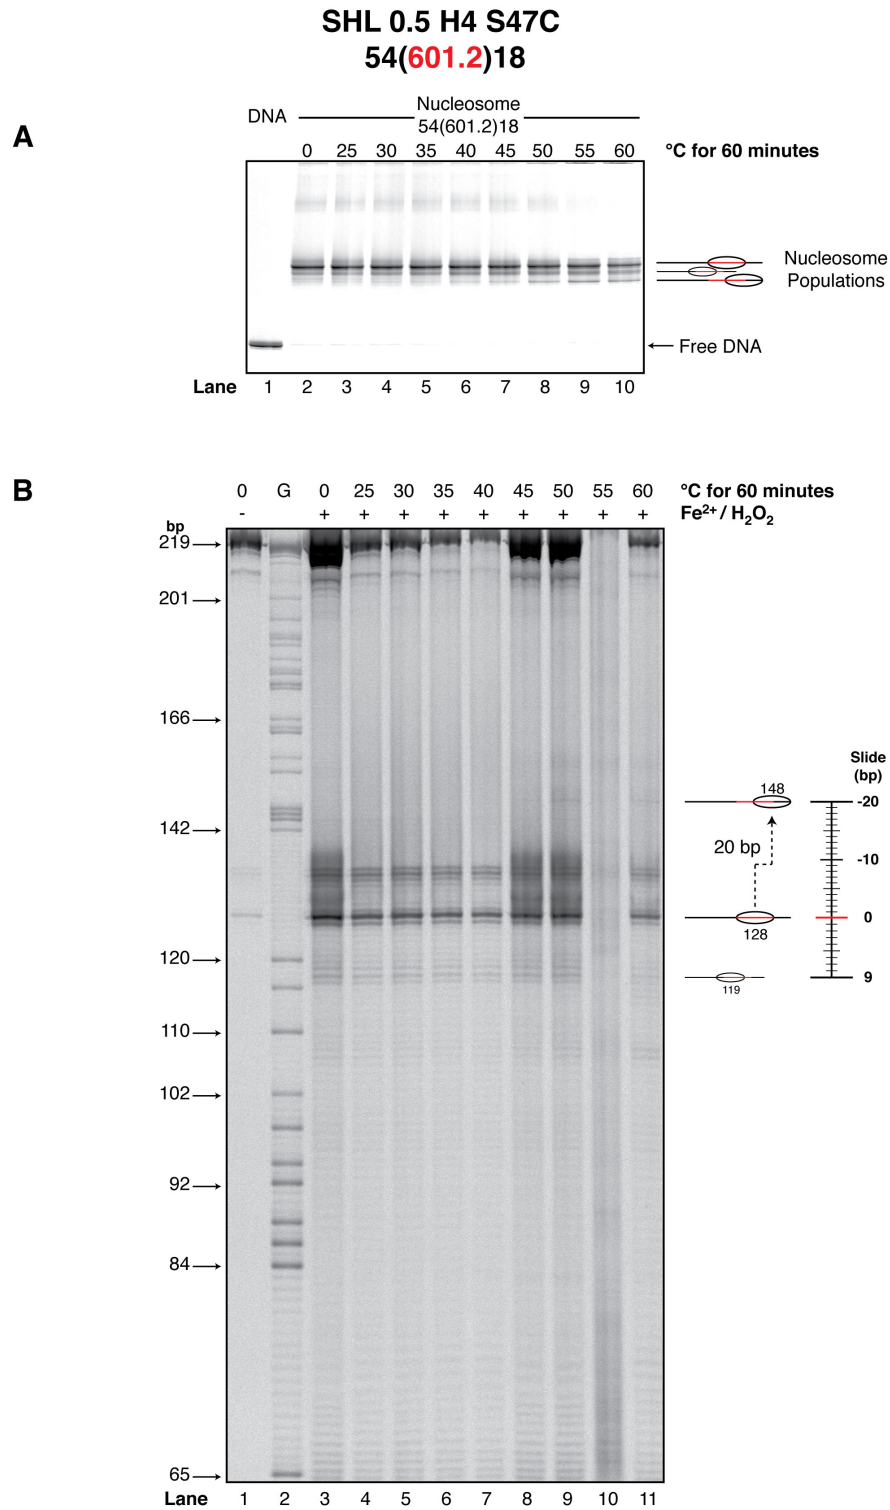 SHL 0.5 H4 S47C
54(601.2)18
A
DNA
Nucleosome
54(601.2)18
0 25 30 35 40 45 50 55 60 °C for 60 minutes
Nucleosome
Populations
Free DNA
Lane 1 2 3 4 5 6 7 8 9 10
B
0 G 0 25 30 35 40 45 50 55 60 °C for 60 minutes
- + + + + + + + + + Fe2+ / H2O2
bp
219
201
166
142
120
110
102
92
84
65
Slide
(bp)
148
-20
20 bp
-10
0
128
9
119
Lane 1 2 3 4 5 6 7 8 9 10 11